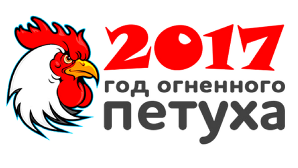 2017
год огненного
петуха